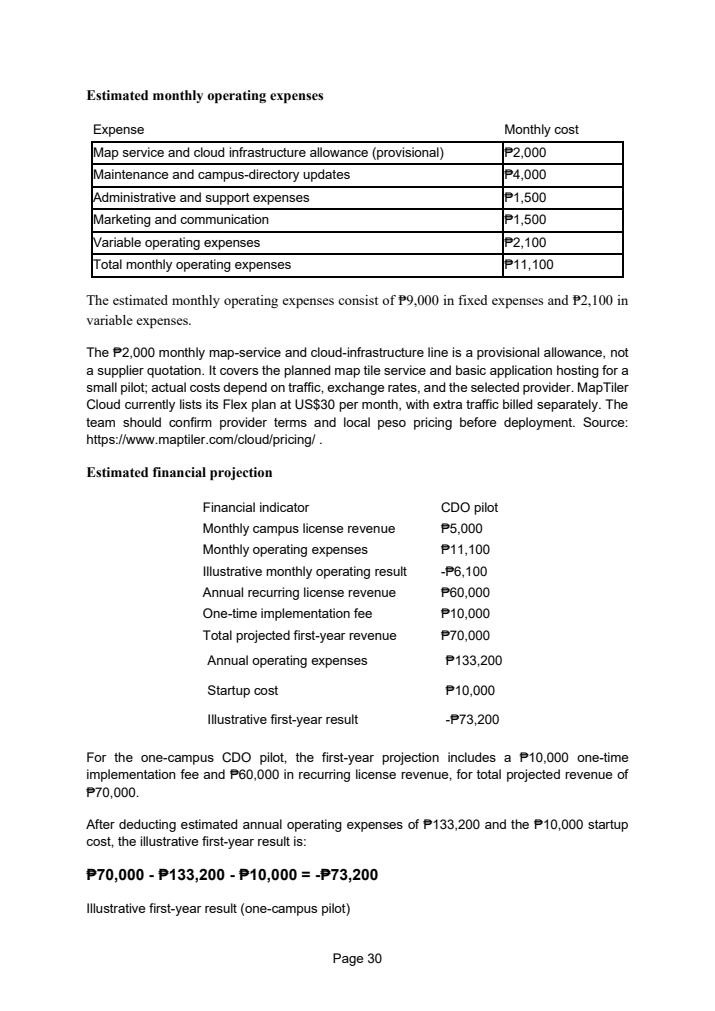 Estimated monthly operating expenses
Expense Monthly cost
Map service and cloud infrastructure allowance (provisional) ₱2,000
Maintenance and campus-directory updates ₱4,000
Administrative and support expenses ₱1,500
Marketing and communication ₱1,500
Variable operating expenses ₱2,100
Total monthly operating expenses ₱11,100
The estimated monthly operating expenses consist of ₱9,000 in fixed expenses and ₱2,100 in
variable expenses.
The ₱2,000 monthly map-service and cloud-infrastructure line is a provisional allowance, not
a supplier quotation. It covers the planned map tile service and basic application hosting for a
small pilot; actual costs depend on traffic, exchange rates, and the selected provider. MapTiler
Cloud currently lists its Flex plan at US$30 per month, with extra traffic billed separately. The
team should confirm provider terms and local peso pricing before deployment. Source:
https://www.maptiler.com/cloud/pricing/ .
Estimated financial projection
Financial indicator CDO pilot
Monthly campus license revenue ₱5,000
Monthly operating expenses ₱11,100
Illustrative monthly operating result -₱6,100
Annual recurring license revenue ₱60,000
One-time implementation fee ₱10,000
Total projected first-year revenue ₱70,000
Annual operating expenses ₱133,200
Startup cost ₱10,000
Illustrative first-year result -₱73,200
For the one-campus CDO pilot, the first-year projection includes a ₱10,000 one-time
implementation fee and ₱60,000 in recurring license revenue, for total projected revenue of
₱70,000.
After deducting estimated annual operating expenses of ₱133,200 and the ₱10,000 startup
cost, the illustrative first-year result is:
₱70,000 - ₱133,200 - ₱10,000 = -₱73,200
Illustrative first-year result (one-campus pilot)
Page 30